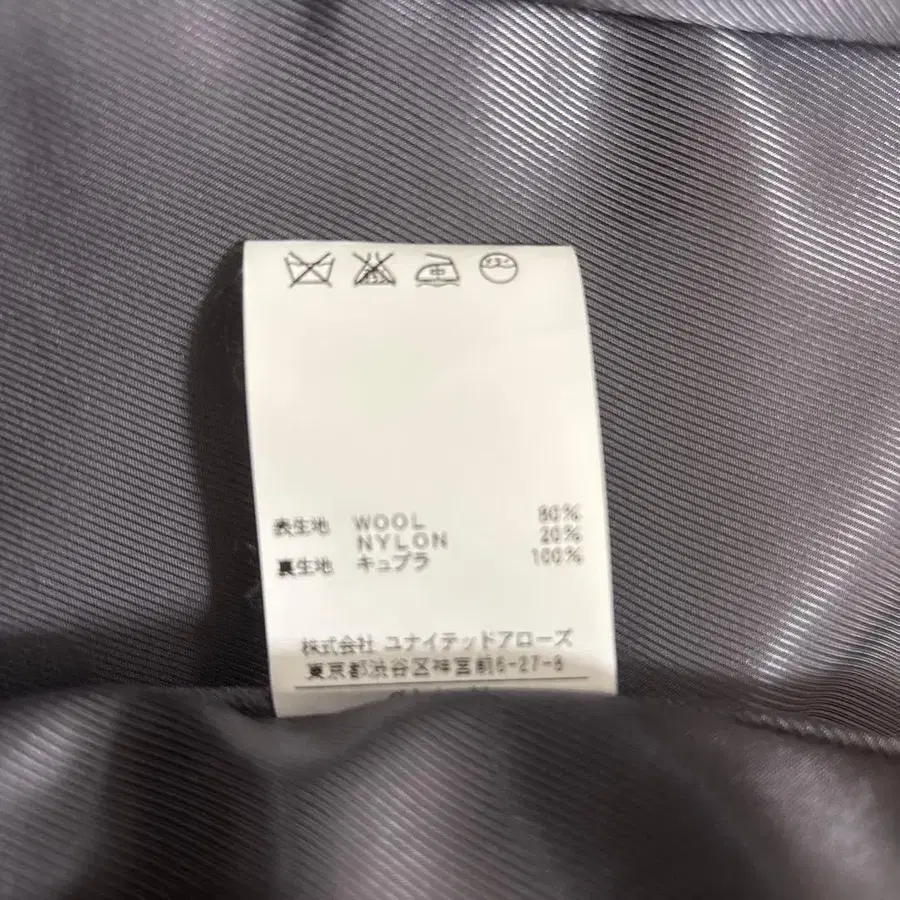 中
表生地 WOOL 80%
NYLON 20%
裏生地 キュプラ 100%
株式会社 ユナイテッドアローズ
東京都渋谷区神宮前6-27-8